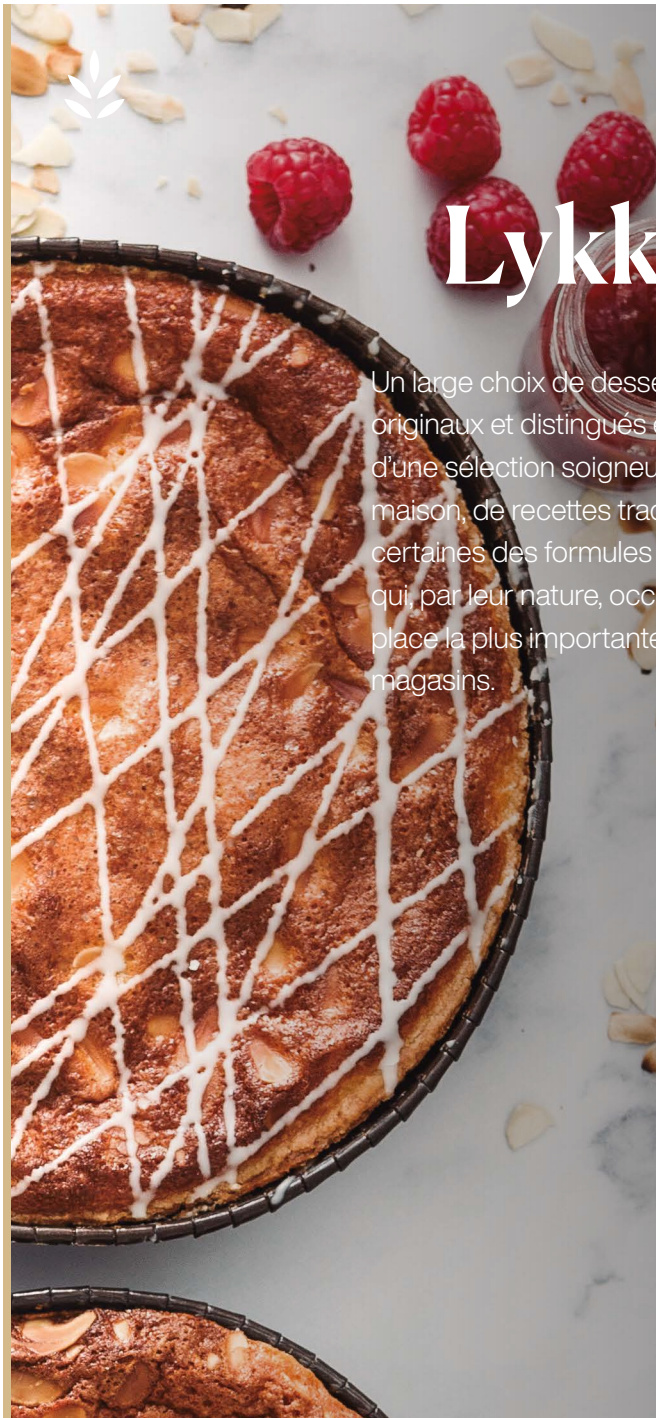 Lykk
Un large choix de desse
originaux et distingués
d’une sélection soigneu
maison, de recettes trad
certaines des formules
qui, par leur nature, occ
place la plus importante
magasins.